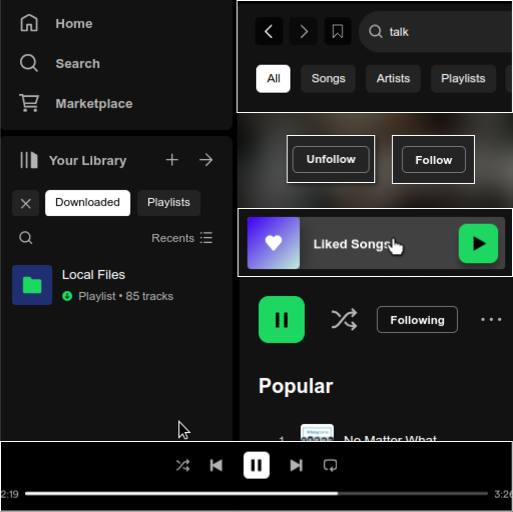 Home
Search
Marketplace
Your Library
Downloaded
Playlists
Recents
Local Files
Playlist • 85 tracks
talk
All
Songs
Artists
Playlists
Unfollow
Follow
Liked Songs
Following
Popular
1
No Matter What
2:19
3:26